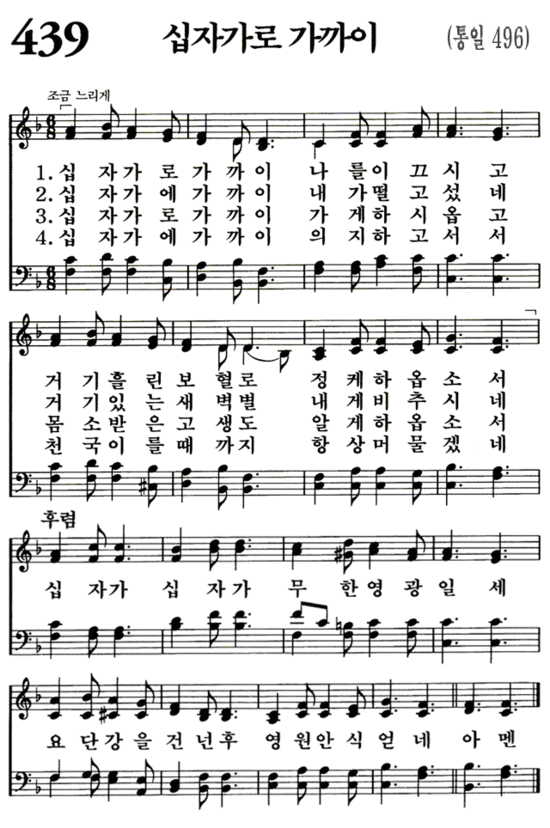 439 십자가로 가까이 (통일 496)
조금 느리게
1. 십 자 가 로 가 까 이 나 를 이 끄 시 고
2. 십 자 가 에 가 까 이 내 가 떨 고 섰 네
3. 십 자 가 로 가 까 이 가 게 하 시 옵 고
4. 십 자 가 에 가 까 이 의 지 하 고 서 서
거 기 흘 린 보 혈 로 정 케 하 옵 소 서
거 기 있 는 새 벽 별 내 게 비 추 시 네
몸 소 받 은 고 생 도 알 게 하 옵 소 서
천 국 이 를 때 까 지 항 상 머 물 겠 네
후렴
십 자 가 십 자 가 무 한 영 광 일 세
요 단 강 을 건 넌 후 영 원 안 식 얻 네 아 멘